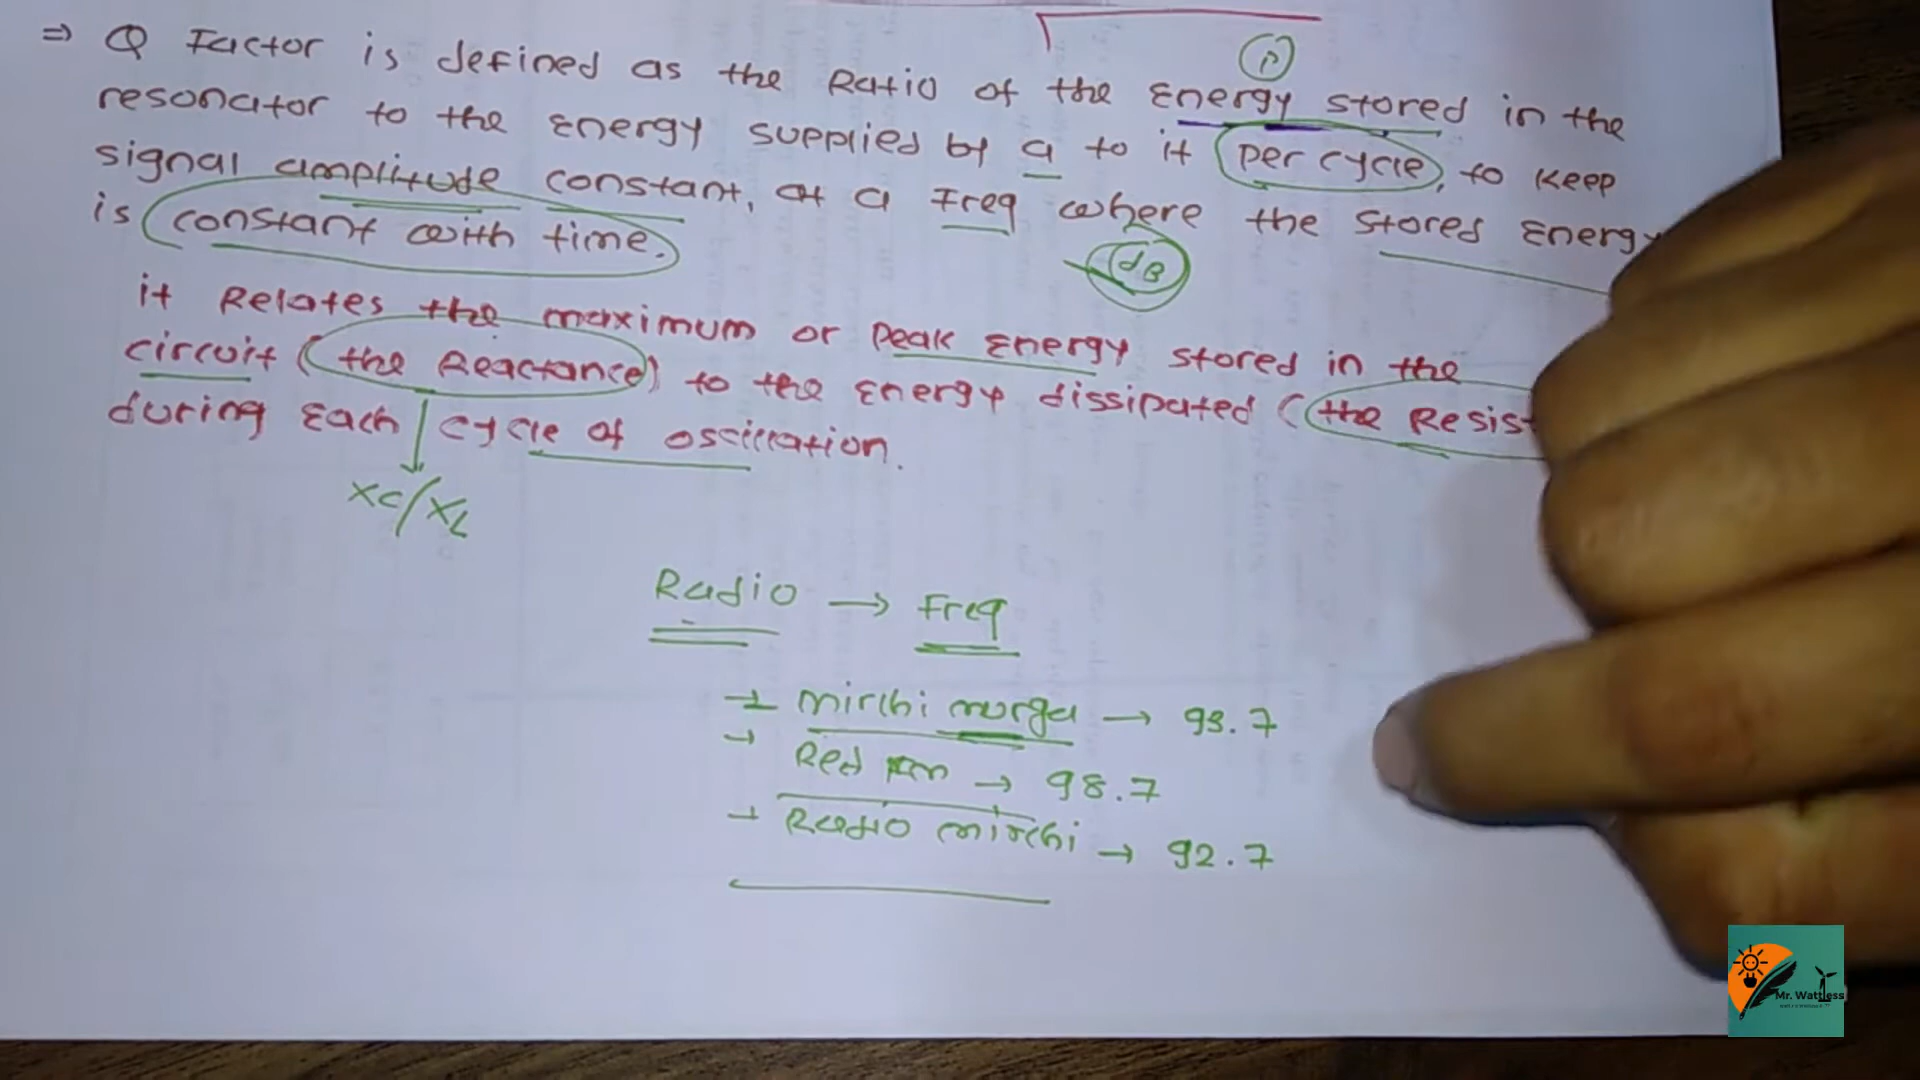 ⇒ Q Factor is defined as the Ratio of the Energy stored in the
resonator to the Energy supplied by a to it per cycle, to keep
signal amplitude constant, at a Freq where the stored Energy
is constant with time.
P
dB
it Relates the maximum or peak Energy stored in the
circuit (the Reactance) to the Energy dissipated (the Resist
during each cycle of oscillation.
XC/XL
Radio → Freq
→ mirchi murga → 93.7
→ Red Fm → 98.7
→ Radio mirchi → 92.7
Mr. Wattless